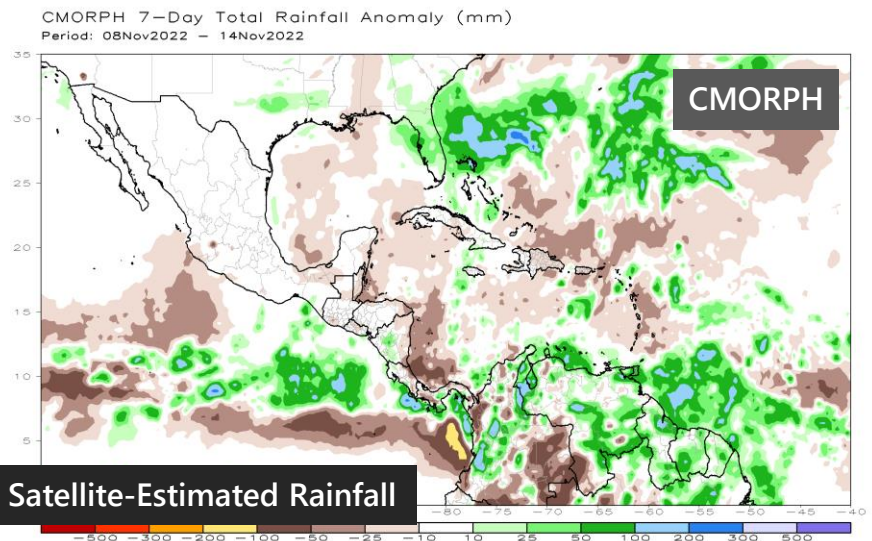 CMORPH 7-Day Total Rainfall Anomaly (mm)
Period: 08Nov2022 - 14Nov2022
35
CMORPH
30
25
20
15
10
5
Satellite-Estimated Rainfall
-80 -75 -70 -65 -60 -55 -50 -45 -40
-500 -300 -200 -100 -50 -25 -10 10 25 50 100 200 300 500